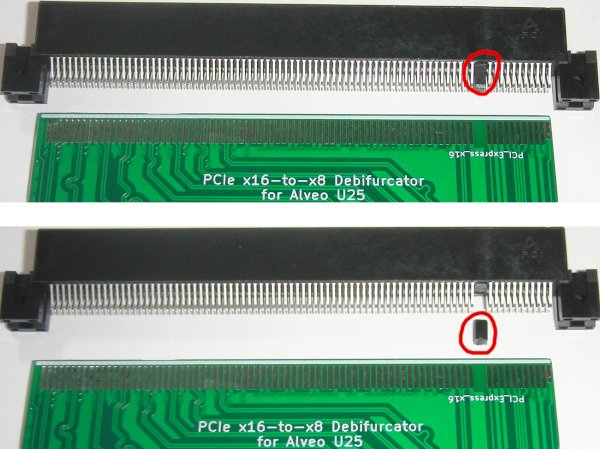 PCI_Express_x16
PCIe x16-to-x8 Debifurcator
for Alveo U25
PCI_Express_x16
PCIe x16-to-x8 Debifurcator
for Alveo U25